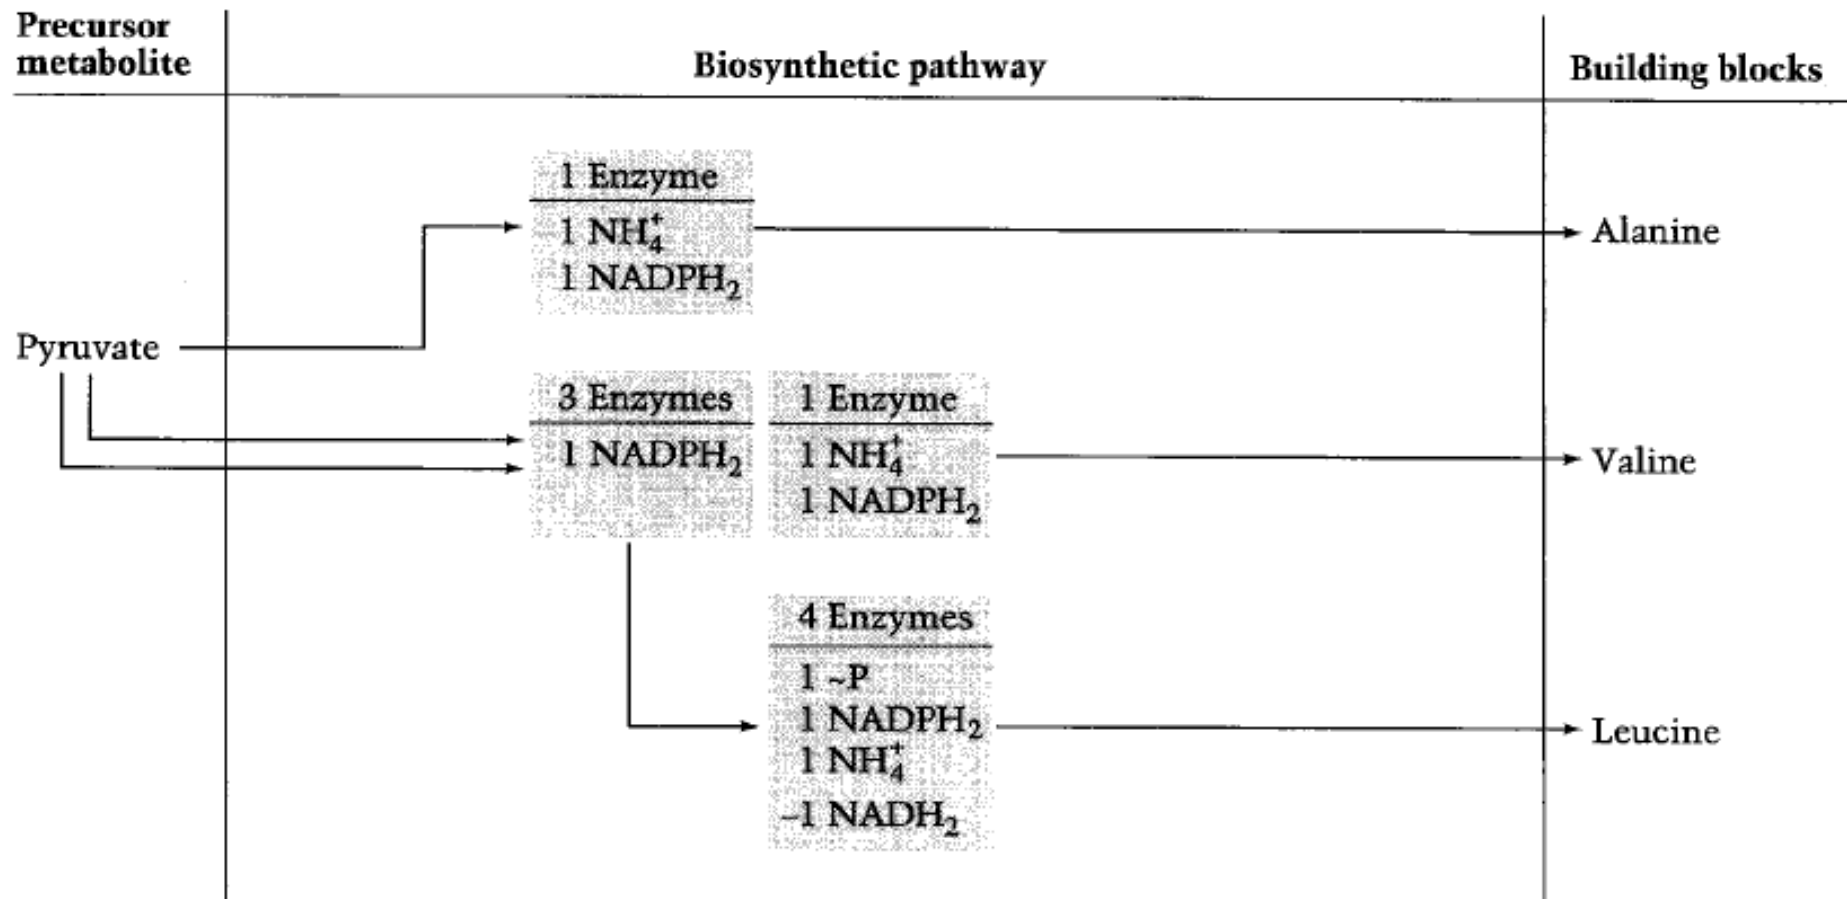 Precursor
metabolite
Biosynthetic pathway
Building blocks
1 Enzyme
1 NH₄⁺
1 NADPH₂
Alanine
Pyruvate
3 Enzymes
1 NADPH₂
1 Enzyme
1 NH₄⁺
1 NADPH₂
Valine
4 Enzymes
1 ~P
1 NADPH₂
1 NH₄⁺
–1 NADH₂
Leucine